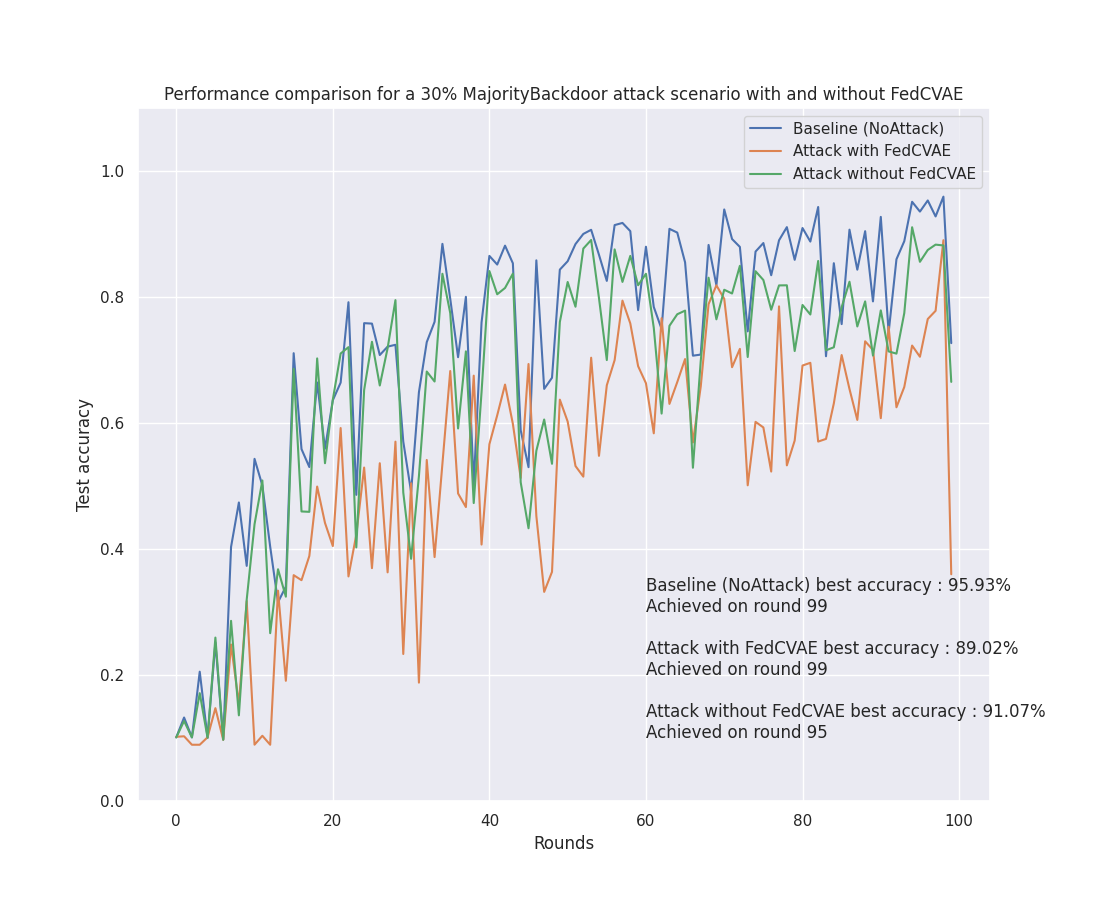 Performance comparison for a 30% MajorityBackdoor attack scenario with and without FedCVAE
Baseline (NoAttack)
Attack with FedCVAE
Attack without FedCVAE
1.0
0.8
0.6
0.4
0.2
0.0
Test accuracy
Baseline (NoAttack) best accuracy : 95.93%
Achieved on round 99
Attack with FedCVAE best accuracy : 89.02%
Achieved on round 99
Attack without FedCVAE best accuracy : 91.07%
Achieved on round 95
0 20 40 60 80 100
Rounds